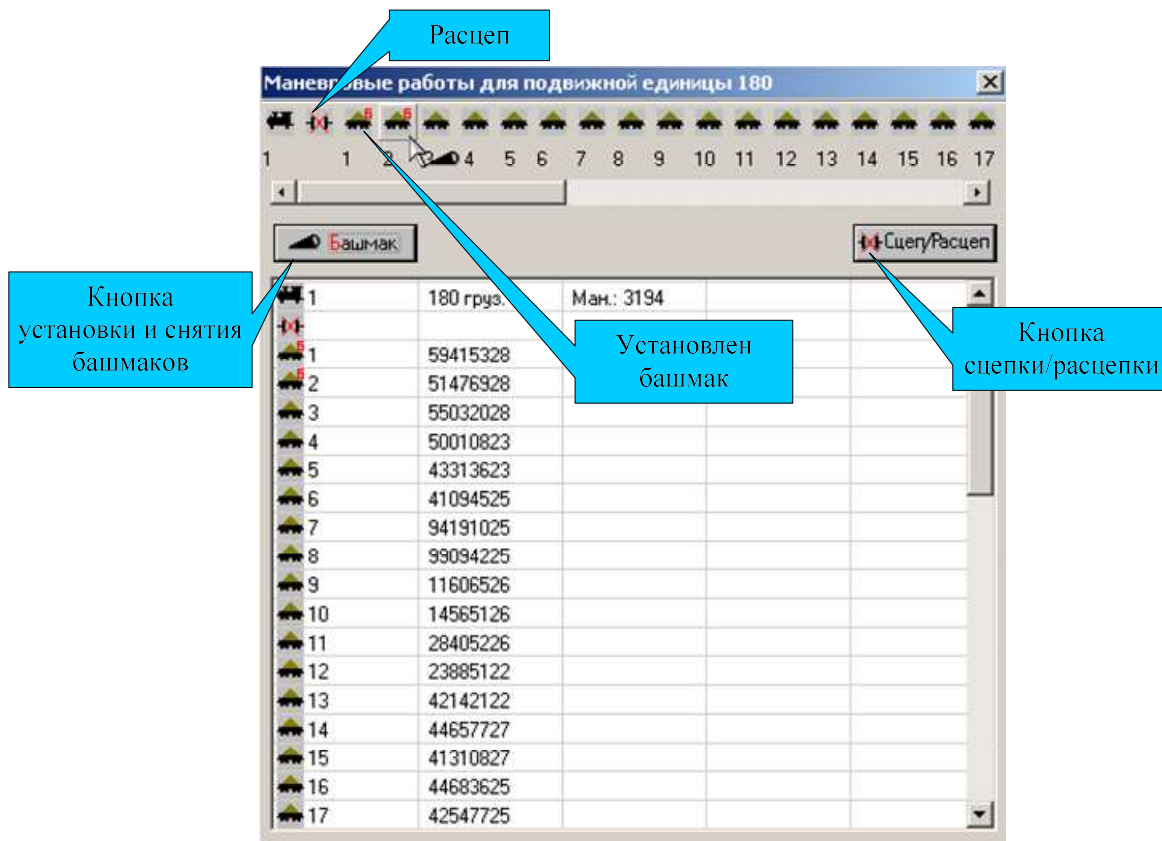 Расцеп
Маневровые работы для подвижной единицы 180
Б Б
1 1 2 3 4 5 6 7 8 9 10 11 12 13 14 15 16 17
Башмак
Сцеп/Расцеп
Кнопка
установки и снятия
башмаков
Установлен
башмак
Кнопка
сцепки/расцепки
1 180 груз. Ман.: 3194
Б 1 59415328
Б 2 51476928
3 55032028
4 50010823
5 43313623
6 41094525
7 94191025
8 99094225
9 11606526
10 14565126
11 28405226
12 23885122
13 42142122
14 44657727
15 41310827
16 44683625
17 42547725